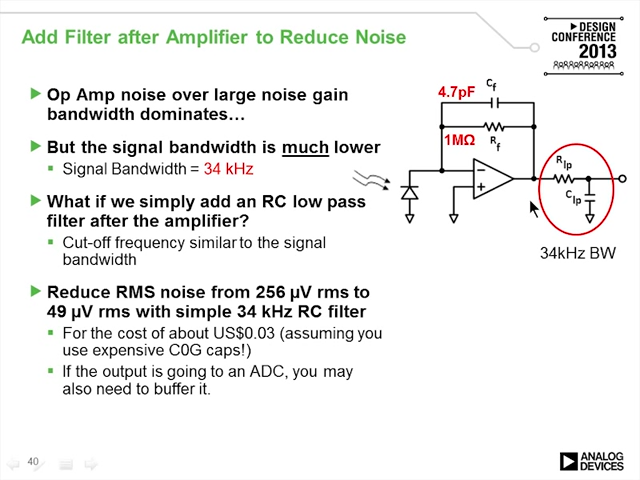 Add Filter after Amplifier to Reduce Noise
DESIGN
CONFERENCE
2013
Op Amp noise over large noise gain
bandwidth dominates…
But the signal bandwidth is much lower
Signal Bandwidth = 34 kHz
What if we simply add an RC low pass
filter after the amplifier?
Cut-off frequency similar to the signal
bandwidth
Reduce RMS noise from 256 µV rms to
49 µV rms with simple 34 kHz RC filter
For the cost of about US$0.03 (assuming you
use expensive C0G caps!)
If the output is going to an ADC, you may
also need to buffer it.
4.7pF
Cf
1MΩ
Rf
−
+
Rlp
Clp
34kHz BW
40
ANALOG
DEVICES